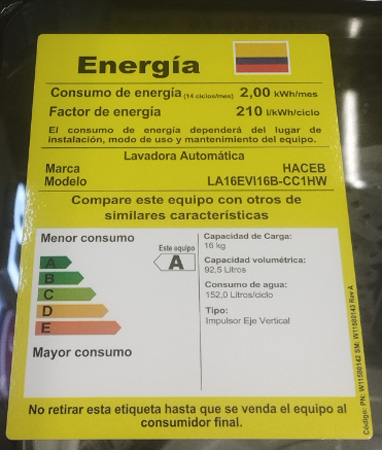 Energía
Consumo de energía (14 ciclos/mes) 2,00 kWh/mes
Factor de energía 210 l/kWh/ciclo
El consumo de energía dependerá del lugar de
instalación, modo de uso y mantenimiento del equipo.
Lavadora Automática
Marca HACEB
Modelo LA16EVI16B-CC1HW
Compare este equipo con otros de
similares características
Menor consumo
Este equipo
A
A
B
C
D
E
Mayor consumo
Capacidad de Carga:
16 kg
Capacidad volumétrica:
92,5 Litros
Consumo de agua:
152,0 Litros/ciclo
Tipo:
Impulsor Eje Vertical
No retirar esta etiqueta hasta que se venda el equipo al
consumidor final.
Código: PN: W11580142 SM: W11580143 Rev A